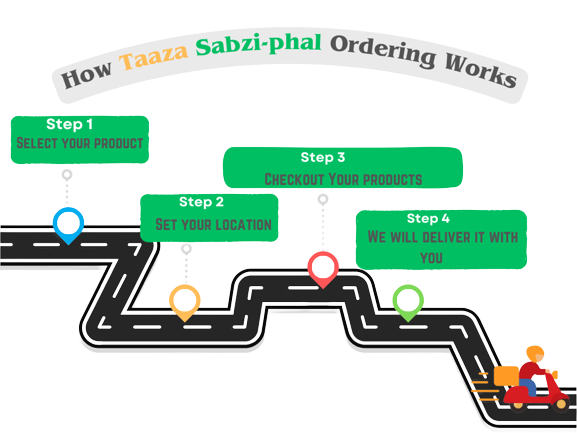 How Taaza Sabzi-phal Ordering Works
Step 1
Select your product
Step 2
Set your location
Step 3
Checkout Your products
Step 4
We will deliver it with
you